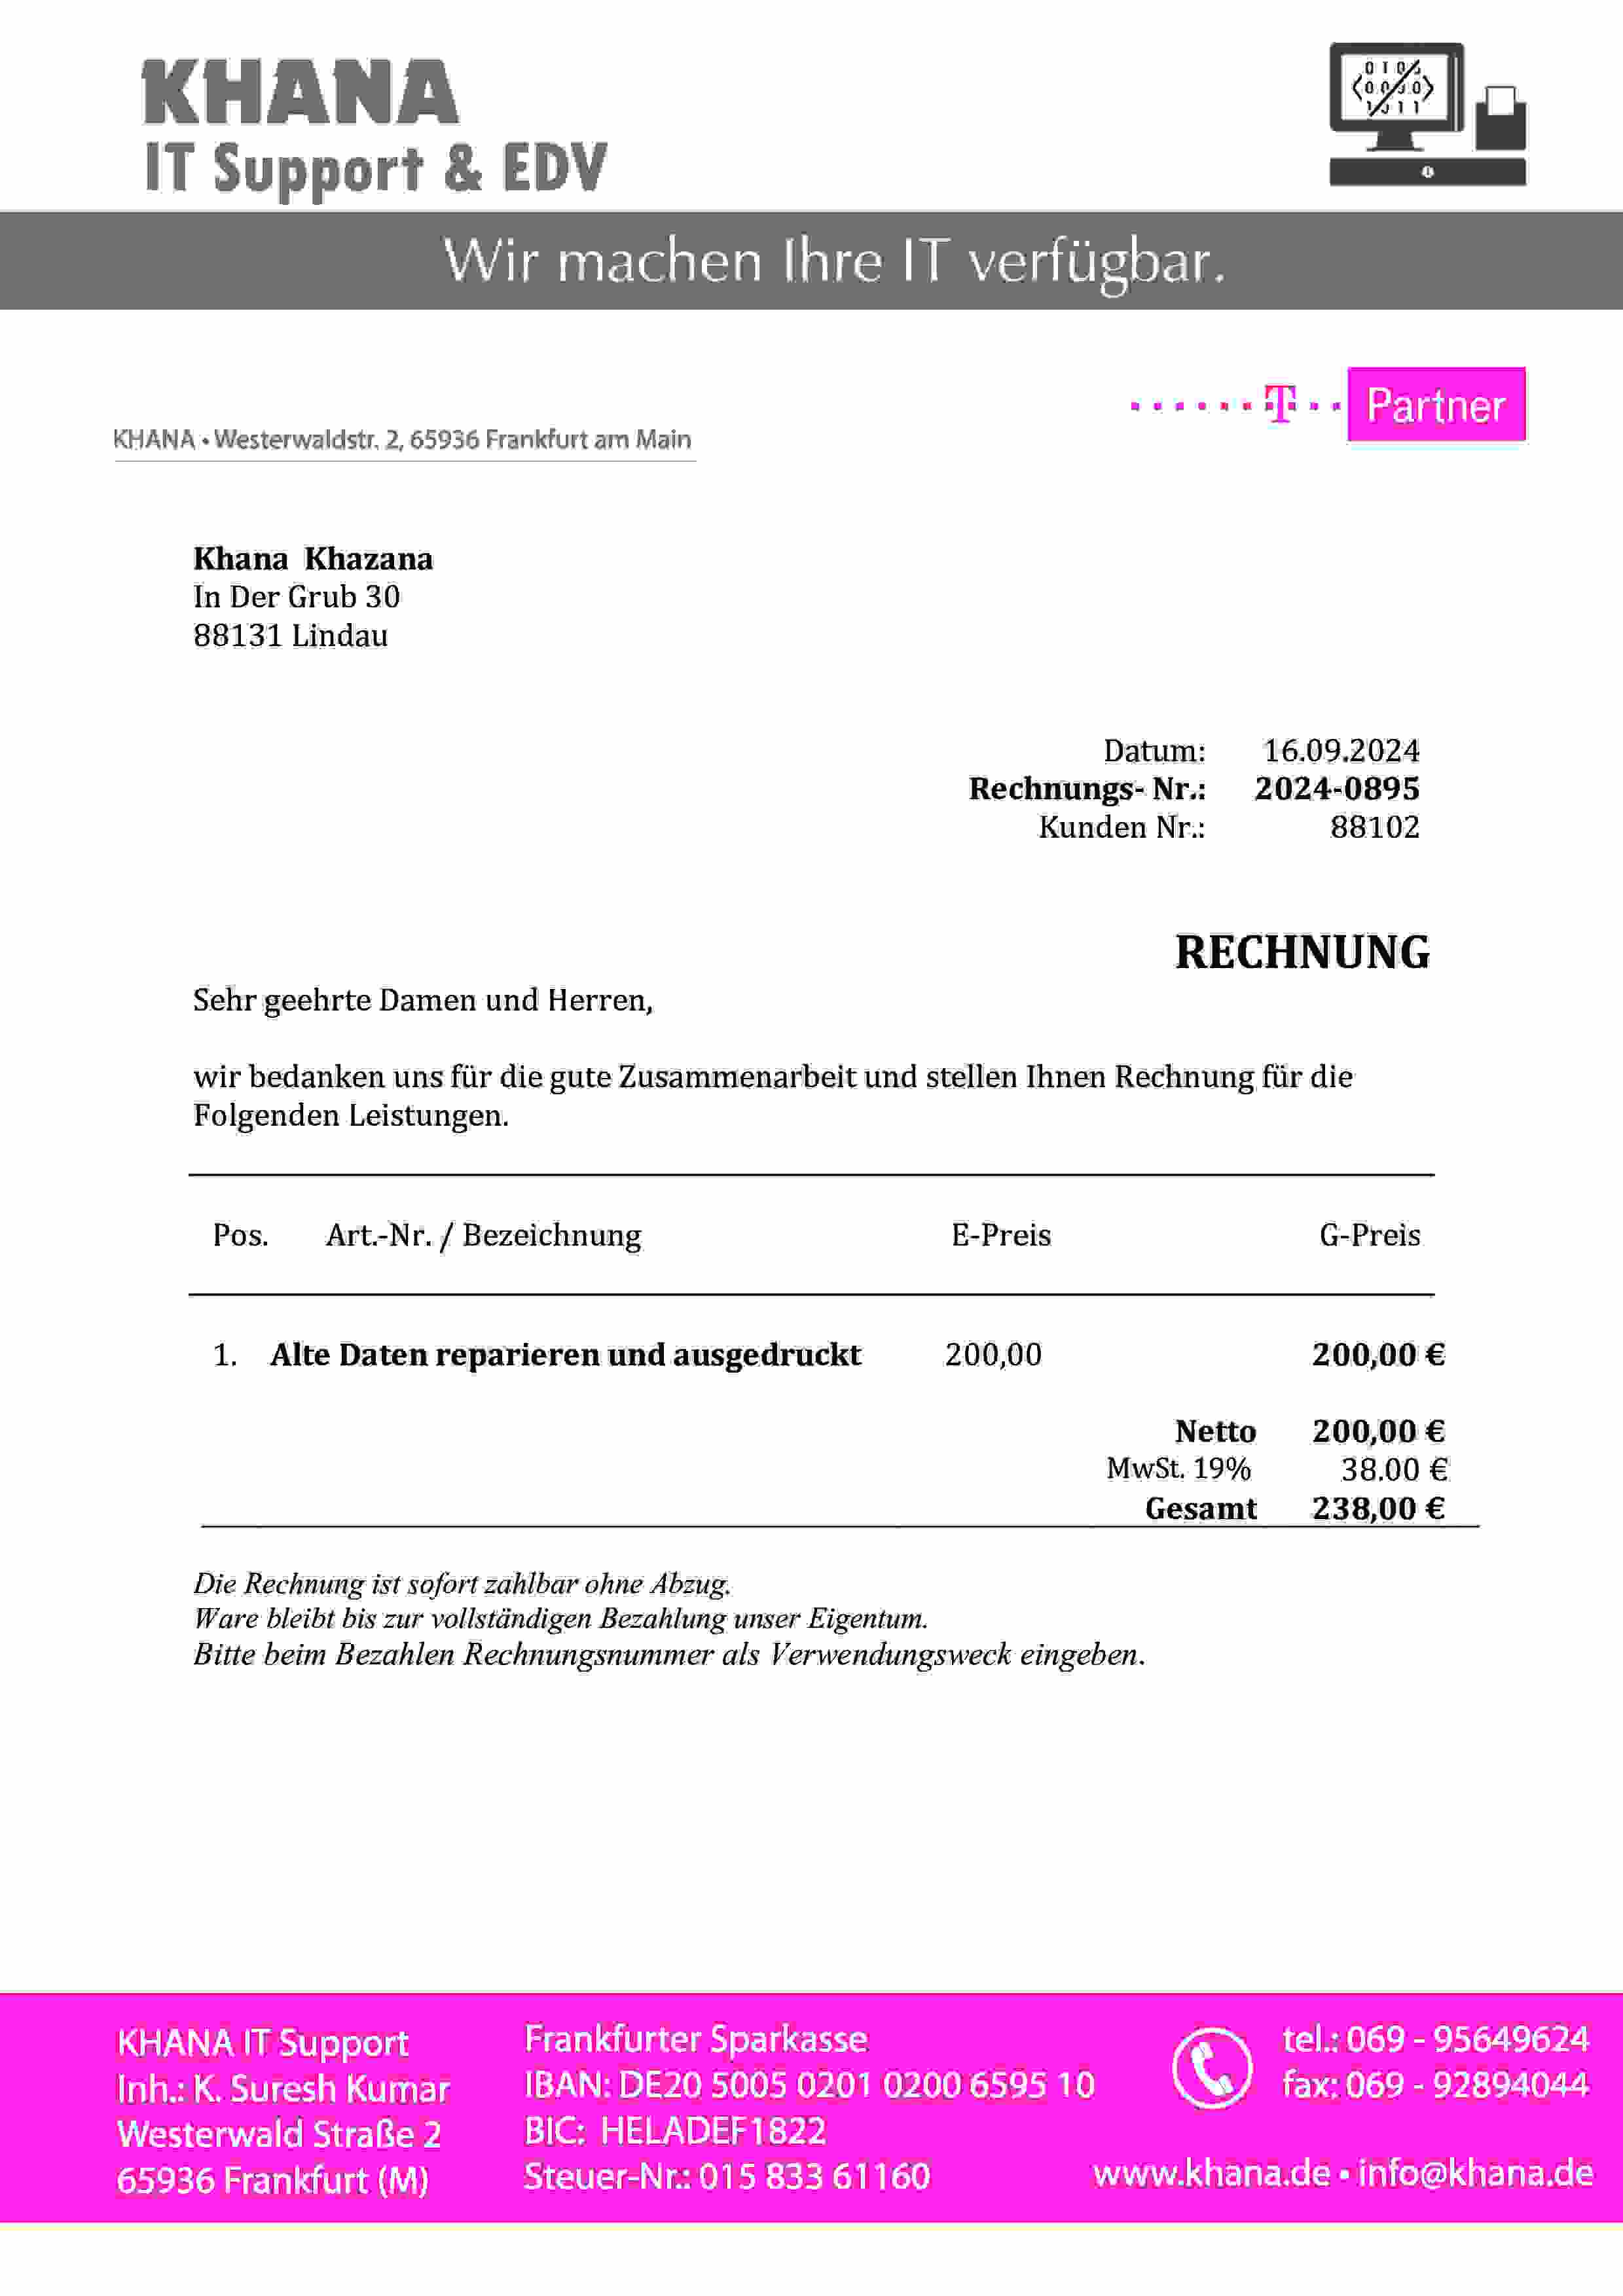 KHANA
IT Support & EDV
Wir machen Ihre IT verfügbar.
T Partner
KHANA • Westerwaldstr. 2, 65936 Frankfurt am Main
Khana Khazana
In Der Grub 30
88131 Lindau
Datum: 16.09.2024
Rechnungs- Nr.: 2024-0895
Kunden Nr.: 88102
RECHNUNG
Sehr geehrte Damen und Herren,
wir bedanken uns für die gute Zusammenarbeit und stellen Ihnen Rechnung für die
Folgenden Leistungen.
Pos. Art.-Nr. / Bezeichnung E-Preis G-Preis
1. Alte Daten reparieren und ausgedruckt 200,00 200,00 €
Netto 200,00 €
MwSt. 19% 38.00 €
Gesamt 238,00 €
Die Rechnung ist sofort zahlbar ohne Abzug.
Ware bleibt bis zur vollständigen Bezahlung unser Eigentum.
Bitte beim Bezahlen Rechnungsnummer als Verwendungsweck eingeben.
KHANA IT Support
Inh.: K. Suresh Kumar
Westerwald Straße 2
65936 Frankfurt (M)
Frankfurter Sparkasse
IBAN: DE20 5005 0201 0200 6595 10
BIC: HELADEF1822
Steuer-Nr.: 015 833 61160
tel.: 069 - 95649624
fax: 069 - 92894044
www.khana.de • info@khana.de